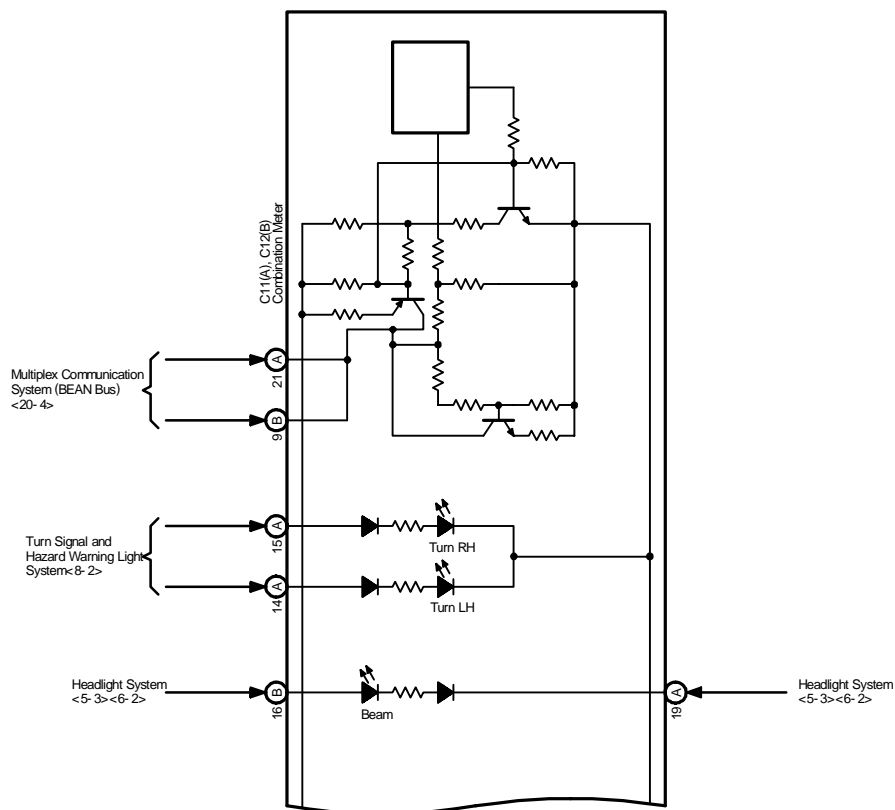 C11(A), C12(B)
Combination Meter
Multiplex Communication
System (BEAN Bus)
<20- 4>
A
21
B
9
Turn Signal and
Hazard Warning Light
System<8- 2>
A
15
Turn RH
A
14
Turn LH
Headlight System
<5- 3><6- 2>
B
16
Beam
A
19
Headlight System
<5- 3><6- 2>